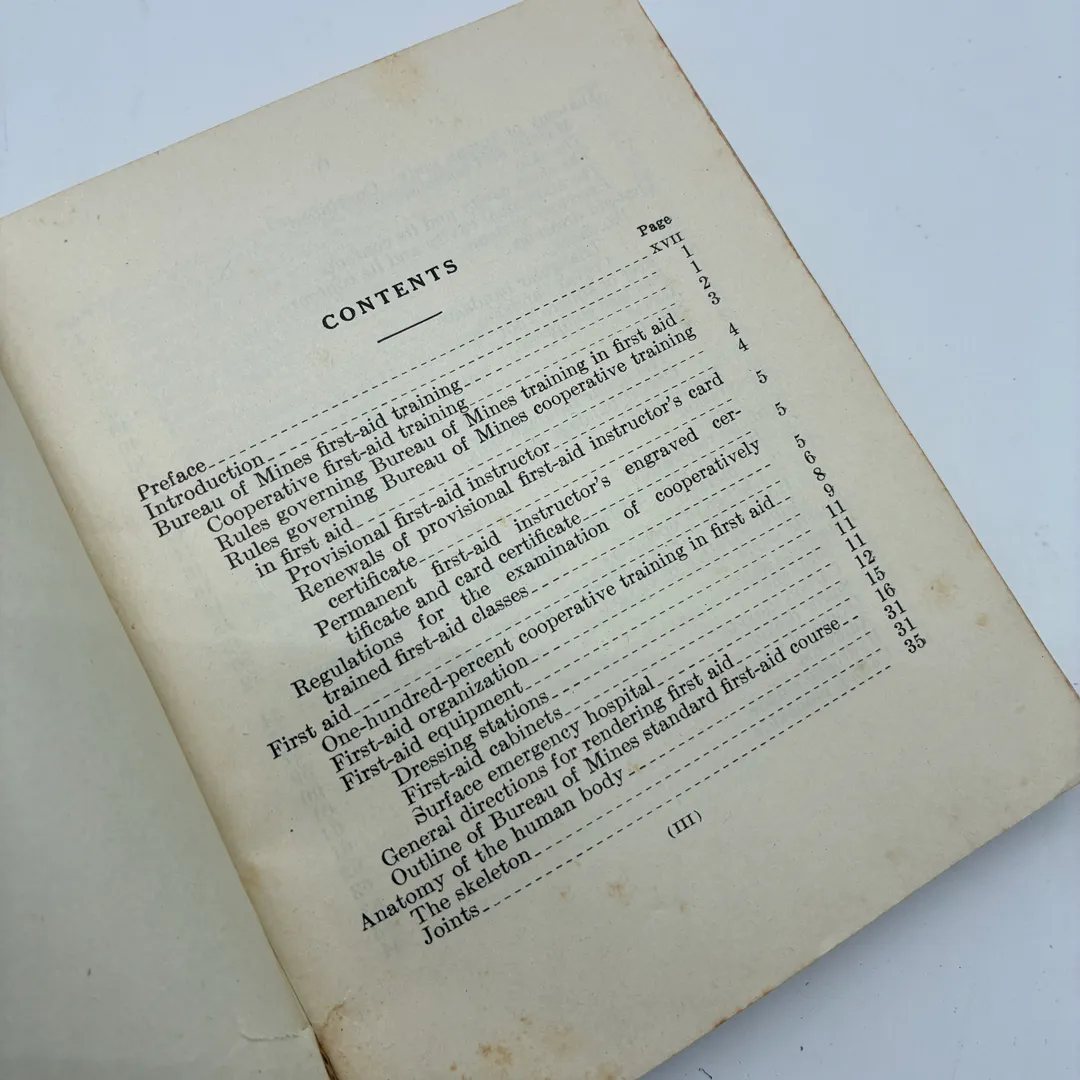 CONTENTS
Page
Preface XVII
Introduction 1
Bureau of Mines first-aid training 1
Cooperative first-aid training 2
Rules governing Bureau of Mines training in first aid 3
Rules governing Bureau of Mines cooperative training
in first aid 4
Provisional first-aid instructor 4
Renewals of provisional first-aid instructor's card
certificate 5
Permanent first-aid instructor's engraved cer-
tificate and card certificate 5
Regulations for the examination of cooperatively
trained first-aid classes 5
First aid 6
One-hundred-percent cooperative training in first aid 8
First-aid organization 9
First-aid equipment 11
Dressing stations 11
First-aid cabinets 11
Surface emergency hospital 12
General directions for rendering first aid 15
Outline of Bureau of Mines standard first-aid course 16
Anatomy of the human body 31
The skeleton 31
Joints 35
(III)